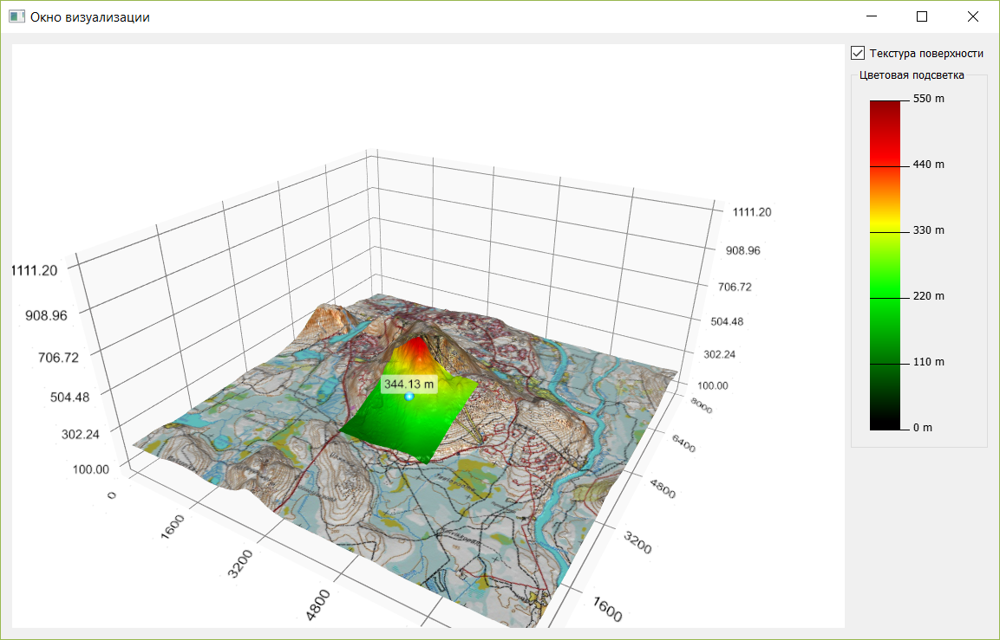 Окно визуализации
Текстура поверхности
Цветовая подсветка
550 m
440 m
330 m
220 m
110 m
0 m
1111.20
908.96
706.72
504.48
302.24
100.00
1111.20
908.96
706.72
504.48
302.24
100.00
344.13 m
0
1600
3200
4800
8000
6400
4800
3200
1600